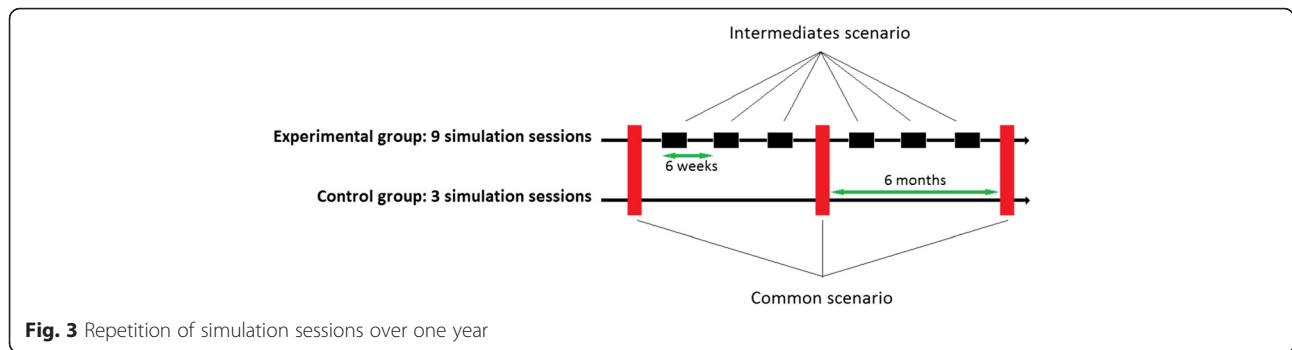 Intermediates scenario
Experimental group: 9 simulation sessions
6 weeks
6 months
Control group: 3 simulation sessions
Common scenario
Fig. 3 Repetition of simulation sessions over one year